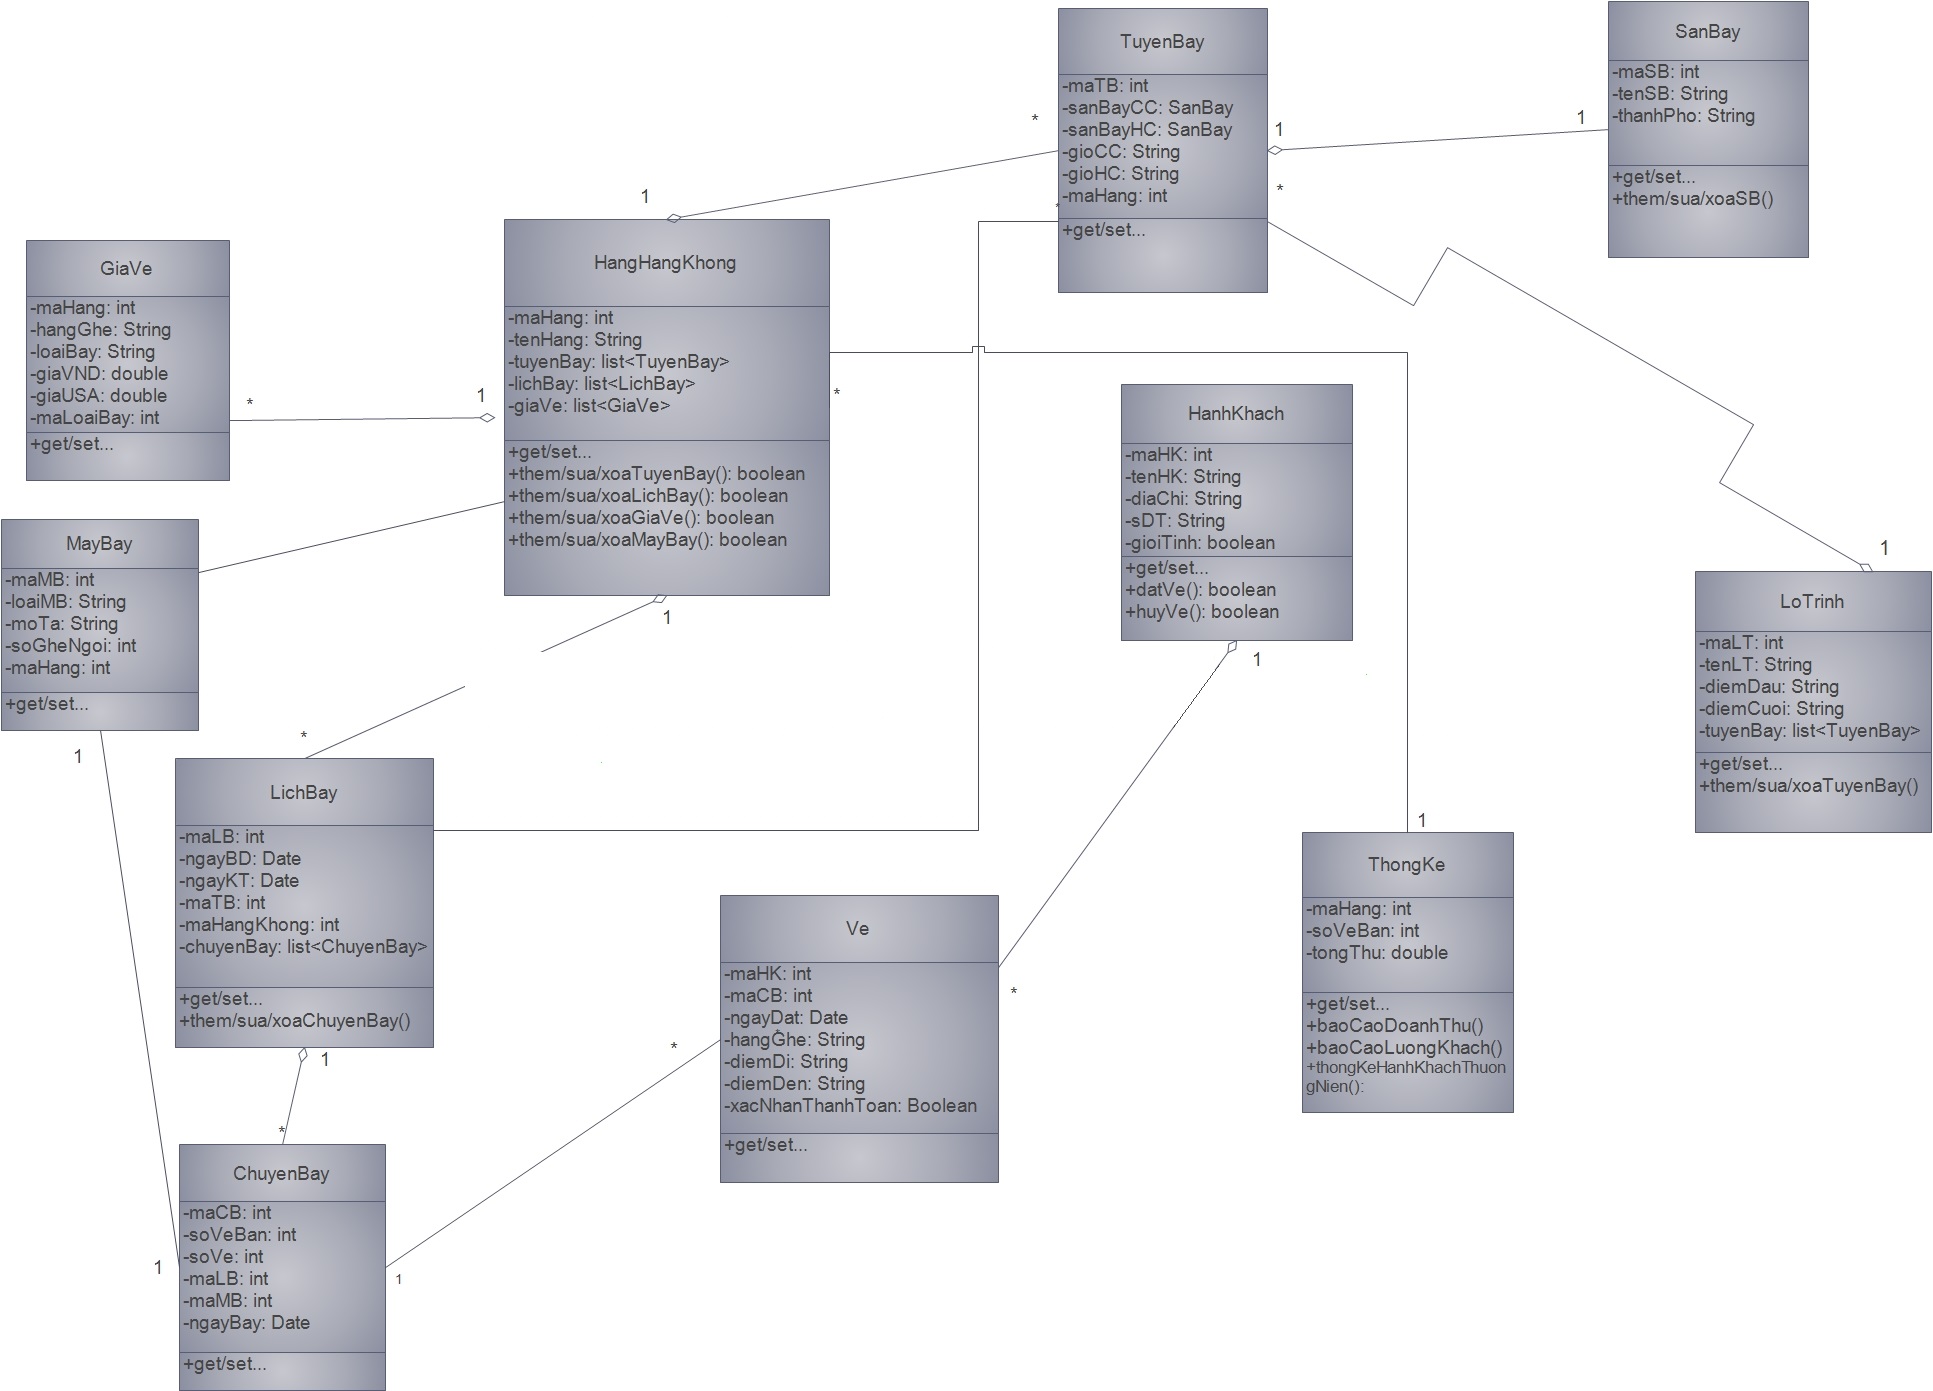 TuyenBay
-maTB: int
-sanBayCC: SanBay
-sanBayHC: SanBay
-gioCC: String
-gioHC: String
-maHang: int
+get/set...
SanBay
-maSB: int
-tenSB: String
-thanhPho: String
+get/set...
+them/sua/xoaSB()
*
1
1
*
*
1
HangHangKhong
-maHang: int
-tenHang: String
-tuyenBay: list<TuyenBay>
-lichBay: list<LichBay>
-giaVe: list<GiaVe>
+get/set...
+them/sua/xoaTuyenBay(): boolean
+them/sua/xoaLichBay(): boolean
+them/sua/xoaGiaVe(): boolean
+them/sua/xoaMayBay(): boolean
GiaVe
-maHang: int
-hangGhe: String
-loaiBay: String
-giaVND: double
-giaUSA: double
-maLoaiBay: int
+get/set...
*
1
*
HanhKhach
-maHK: int
-tenHK: String
-diaChi: String
-sDT: String
-gioiTinh: boolean
+get/set...
+datVe(): boolean
+huyVe(): boolean
MayBay
-maMB: int
-loaiMB: String
-moTa: String
-soGheNgoi: int
-maHang: int
+get/set...
1
LoTrinh
-maLT: int
-tenLT: String
-diemDau: String
-diemCuoi: String
-tuyenBay: list<TuyenBay>
+get/set...
+them/sua/xoaTuyenBay()
1
1
*
1
LichBay
-maLB: int
-ngayBD: Date
-ngayKT: Date
-maTB: int
-maHangKhong: int
-chuyenBay: list<ChuyenBay>
+get/set...
+them/sua/xoaChuyenBay()
1
ThongKe
-maHang: int
-soVeBan: int
-tongThu: double
+get/set...
+baoCaoDoanhThu()
+baoCaoLuongKhach()
+thongKeHanhKhachThuon
gNien():
Ve
-maHK: int
-maCB: int
-ngayDat: Date
-hangGhe: String
-diemDi: String
-diemDen: String
-xacNhanThanhToan: Boolean
+get/set...
*
*
1
*
ChuyenBay
-maCB: int
-soVeBan: int
-soVe: int
-maLB: int
-maMB: int
-ngayBay: Date
+get/set...
1
1